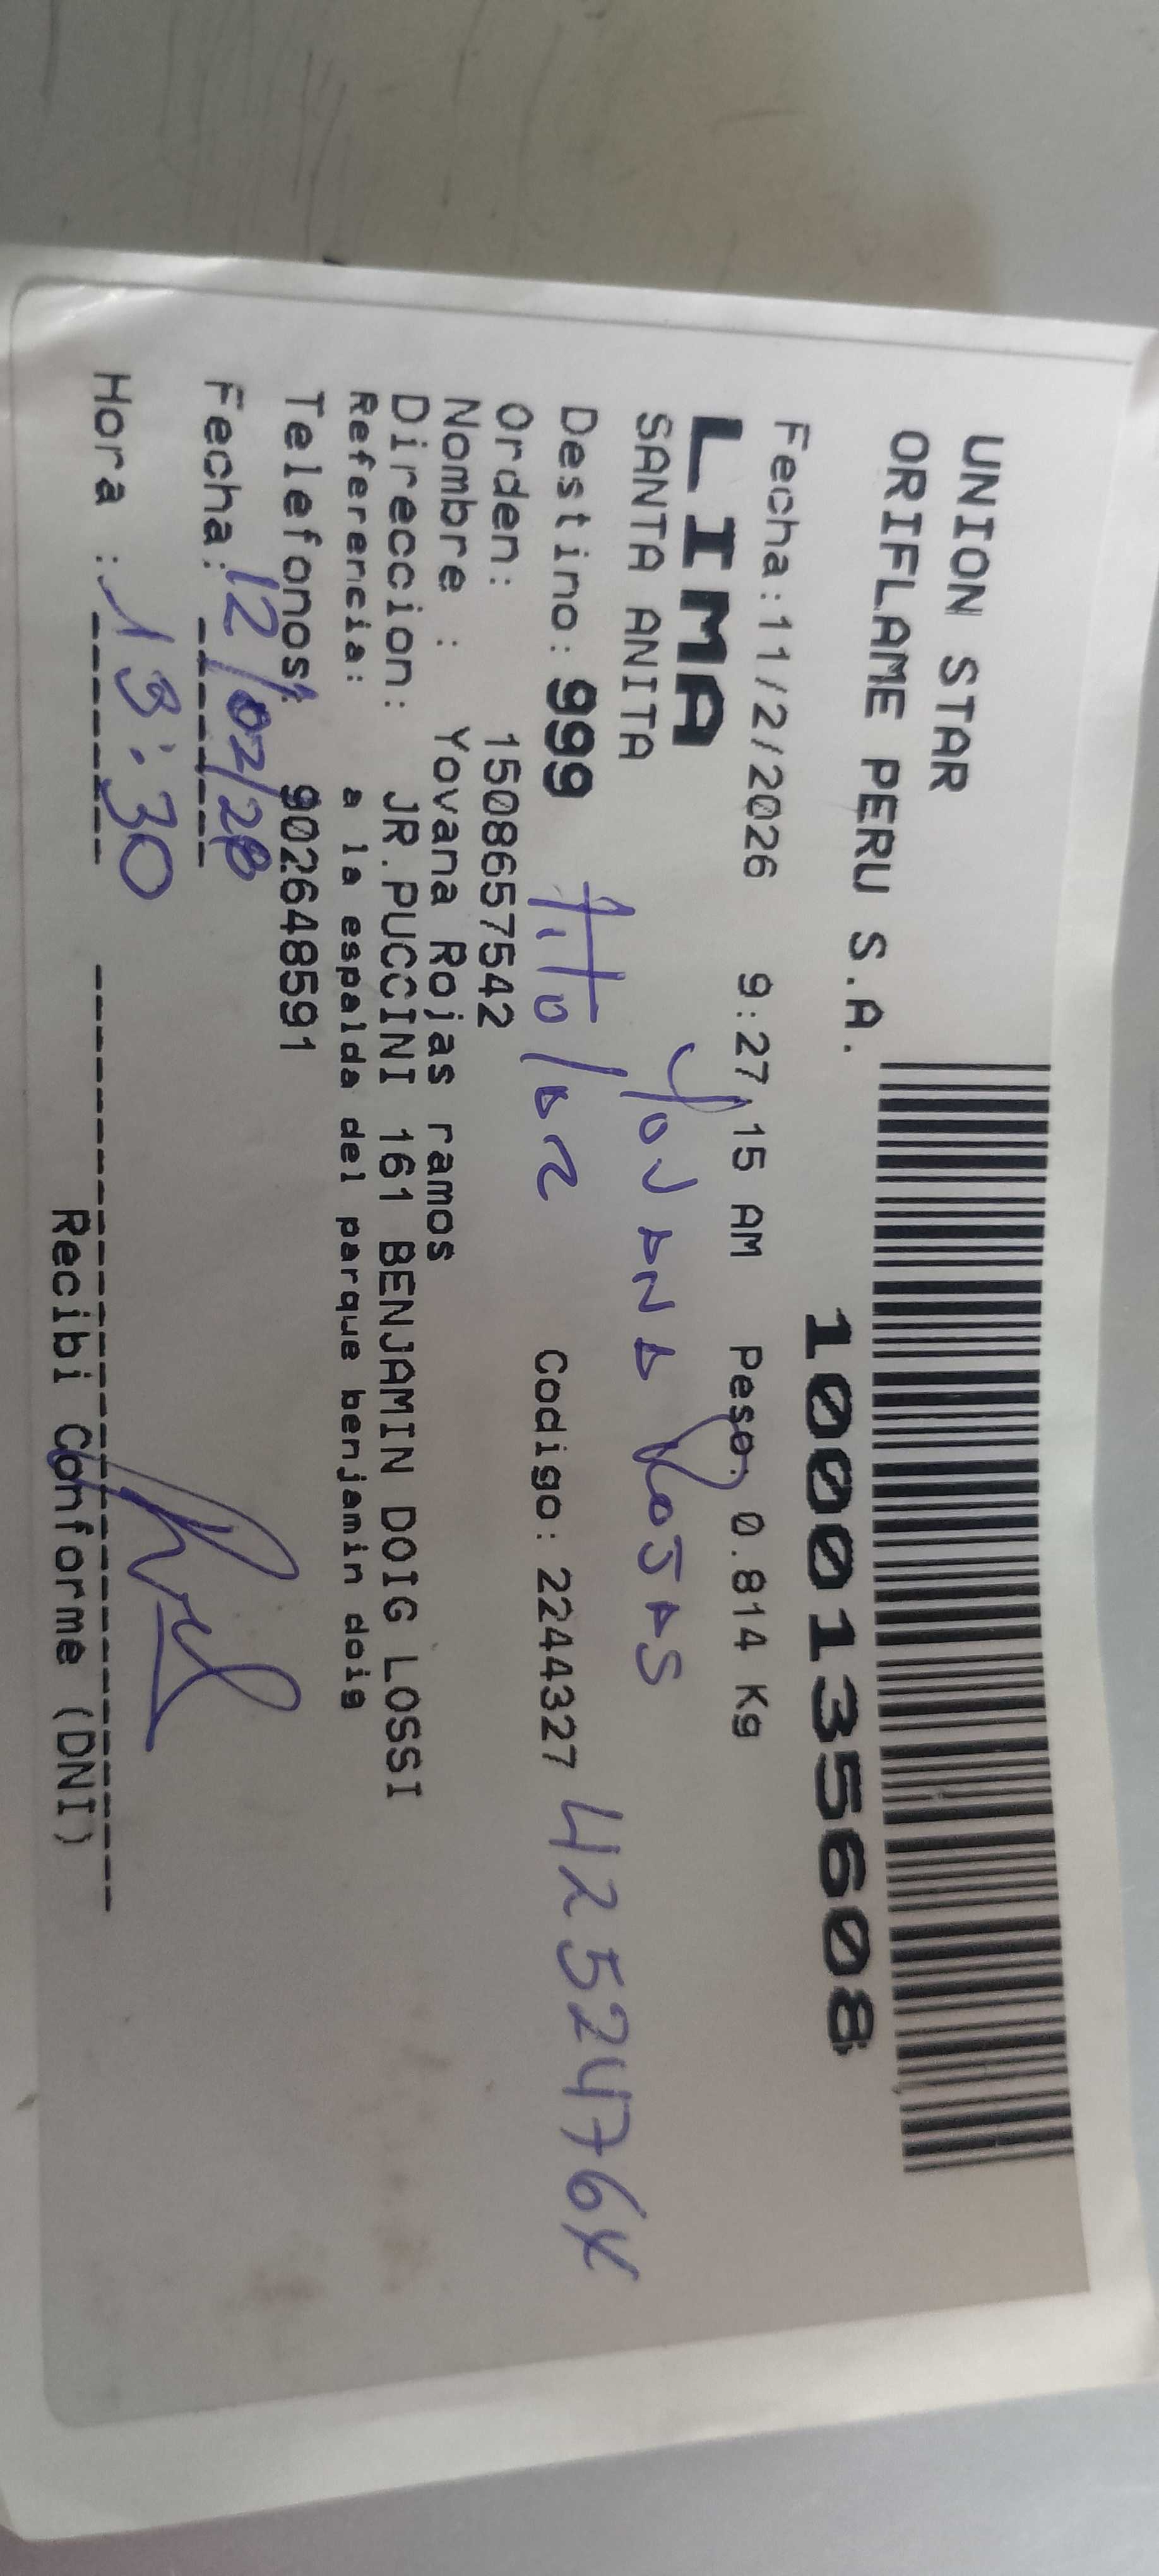 UNION STAR
ORIFLAME PERU S.A.
1000135608
Fecha:11/2/2026 9:27:15 AM Peso: 0.814 Kg
LIMA
SANTA ANITA
YOVANA ROJAS
Destino: 999
titular
Codigo: 2244327
Orden: 1508657542
Nombre : Yovana Rojas ramos
Direccion: JR.PUCCINI 161 BENJAMIN DOIG LOSSI
Referencia: a la espalda del parque benjamin doig
Telefonos: 902648591
Fecha: 12/02/26
Hora : 13:30
Recibi Conforme (DNI)